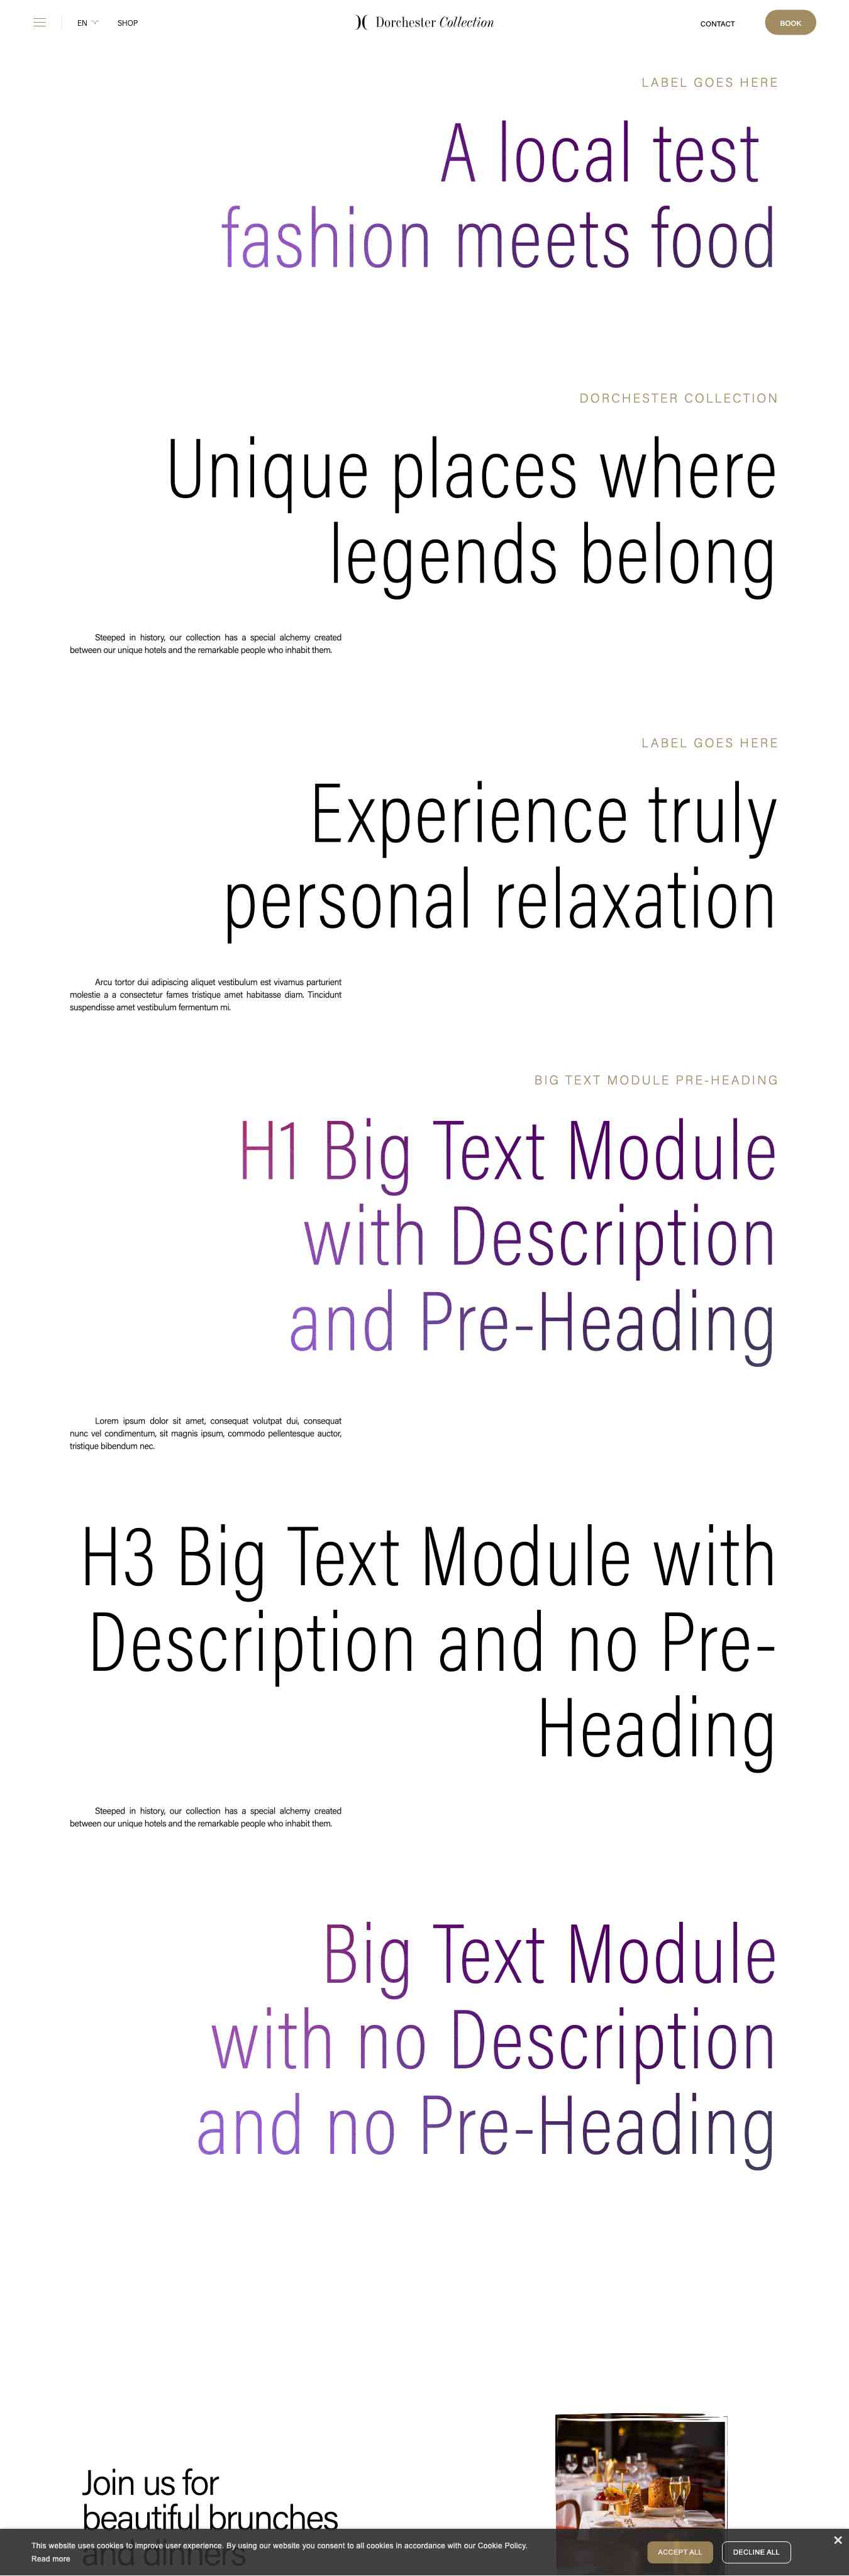 EN
SHOP
Dorchester Collection
CONTACT
BOOK
LABEL GOES HERE
A local test
fashion meets food
DORCHESTER COLLECTION
Unique places where
legends belong
Steeped in history, our collection has a special alchemy created
between our unique hotels and the remarkable people who inhabit them.
LABEL GOES HERE
Experience truly
personal relaxation
Arcu tortor dui adipiscing aliquet vestibulum est vivamus parturient
molestie a a consectetur fames tristique amet habitasse diam. Tincidunt
suspendisse amet vestibulum fermentum mi.
BIG TEXT MODULE PRE-HEADING
H1 Big Text Module
with Description
and Pre-Heading
Lorem ipsum dolor sit amet, consequat volutpat dui, consequat
nunc vel condimentum, sit magnis ipsum, commodo pellentesque auctor,
tristique bibendum nec.
H3 Big Text Module with
Description and no Pre-
Heading
Steeped in history, our collection has a special alchemy created
between our unique hotels and the remarkable people who inhabit them.
Big Text Module
with no Description
and no Pre-Heading
Join us for
beautiful brunches
and dinners
This website uses cookies to improve user experience. By using our website you consent to all cookies in accordance with our Cookie Policy.
Read more
ACCEPT ALL
DECLINE ALL